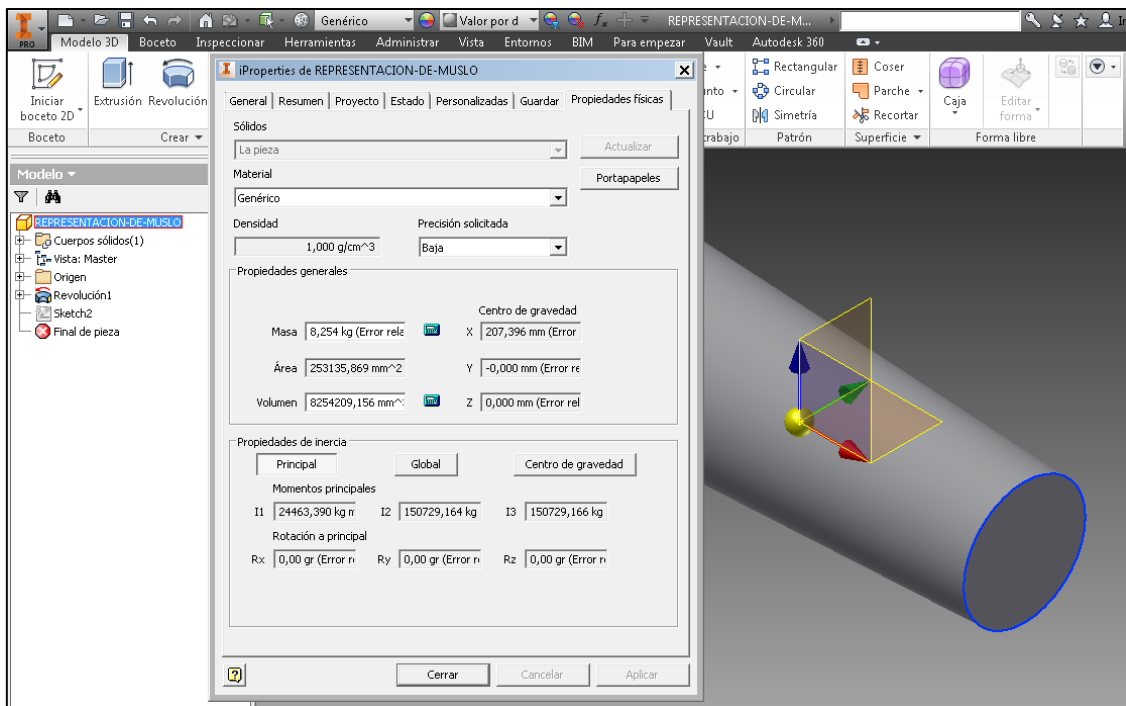 Genérico
Valor por d
REPRESENTACION-DE-M...
PRO
Modelo 3D
Boceto
Inspeccionar
Herramientas
Administrar
Vista
Entornos
BIM
Para empezar
Vault
Autodesk 360
Iniciar
boceto 2D
Extrusión
Revolución
Rectangular
Circular
Simetría
Coser
Parche
Recortar
Caja
Editar
forma
Boceto
Crear
Patrón
Superficie
Forma libre
Modelo
REPRESENTACION-DE-MUSLO
Cuerpos sólidos(1)
Vista: Master
Origen
Revolución1
Sketch2
Final de pieza
iProperties de REPRESENTACION-DE-MUSLO
General
Resumen
Proyecto
Estado
Personalizadas
Guardar
Propiedades físicas
Sólidos
La pieza
Actualizar
Material
Portapapeles
Genérico
Densidad
Precisión solicitada
1,000 g/cm^3
Baja
Propiedades generales
Centro de gravedad
Masa 8,254 kg (Error rela
X 207,396 mm (Error
Área 253135,869 mm^2
Y -0,000 mm (Error re
Volumen 8254209,156 mm^
Z 0,000 mm (Error rel
Propiedades de inercia
Principal
Global
Centro de gravedad
Momentos principales
I1 24463,390 kg m
I2 150729,164 kg
I3 150729,166 kg
Rotación a principal
Rx 0,00 gr (Error r
Ry 0,00 gr (Error r
Rz 0,00 gr (Error r
Cerrar
Cancelar
Aplicar